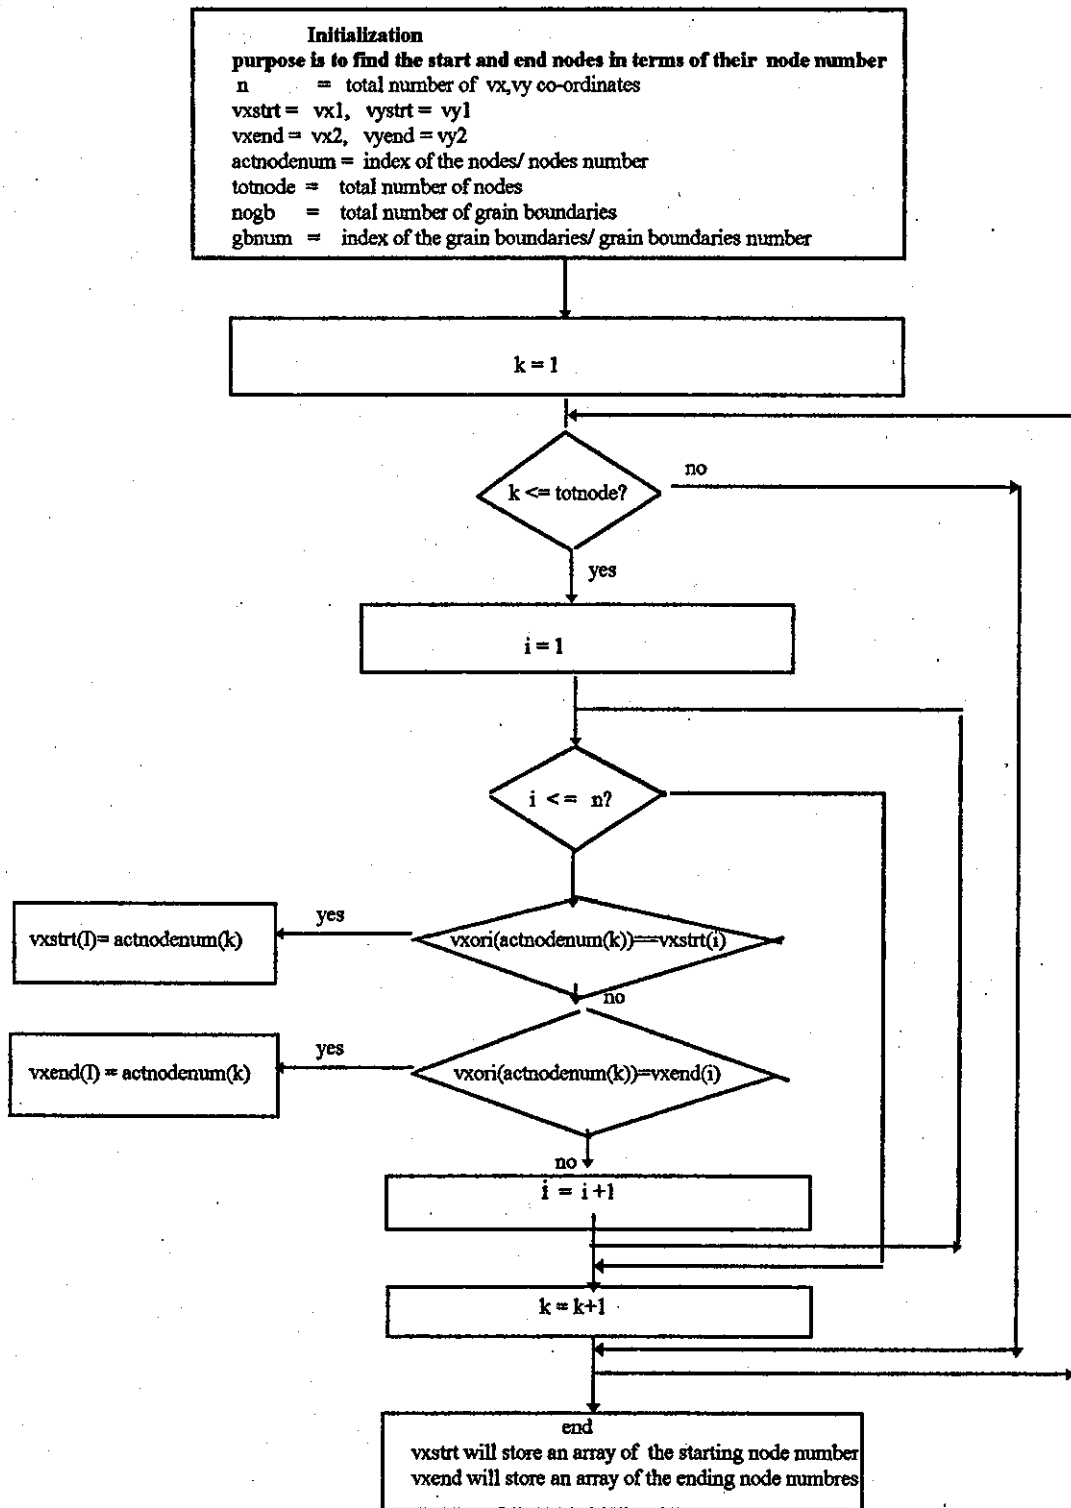 Initialization
purpose is to find the start and end nodes in terms of their node number
n = total number of vx,vy co-ordinates
vxstrt = vx1, vystrt = vy1
vxend = vx2, vyend = vy2
actnodenum = index of the nodes/ nodes number
totnode = total number of nodes
nogb = total number of grain boundaries
gbnum = index of the grain boundaries/ grain boundaries number
k = 1
no
k <= totnode?
yes
i = 1
i <= n?
yes
vxstrt(I)= actnodenum(k)
vxori(actnodenum(k))==vxstrt(i)
no
yes
vxend(I) = actnodenum(k)
vxori(actnodenum(k))=vxend(i)
no
i = i +1
k = k+1
end
vxstrt will store an array of the starting node number
vxend will store an array of the ending node numbres